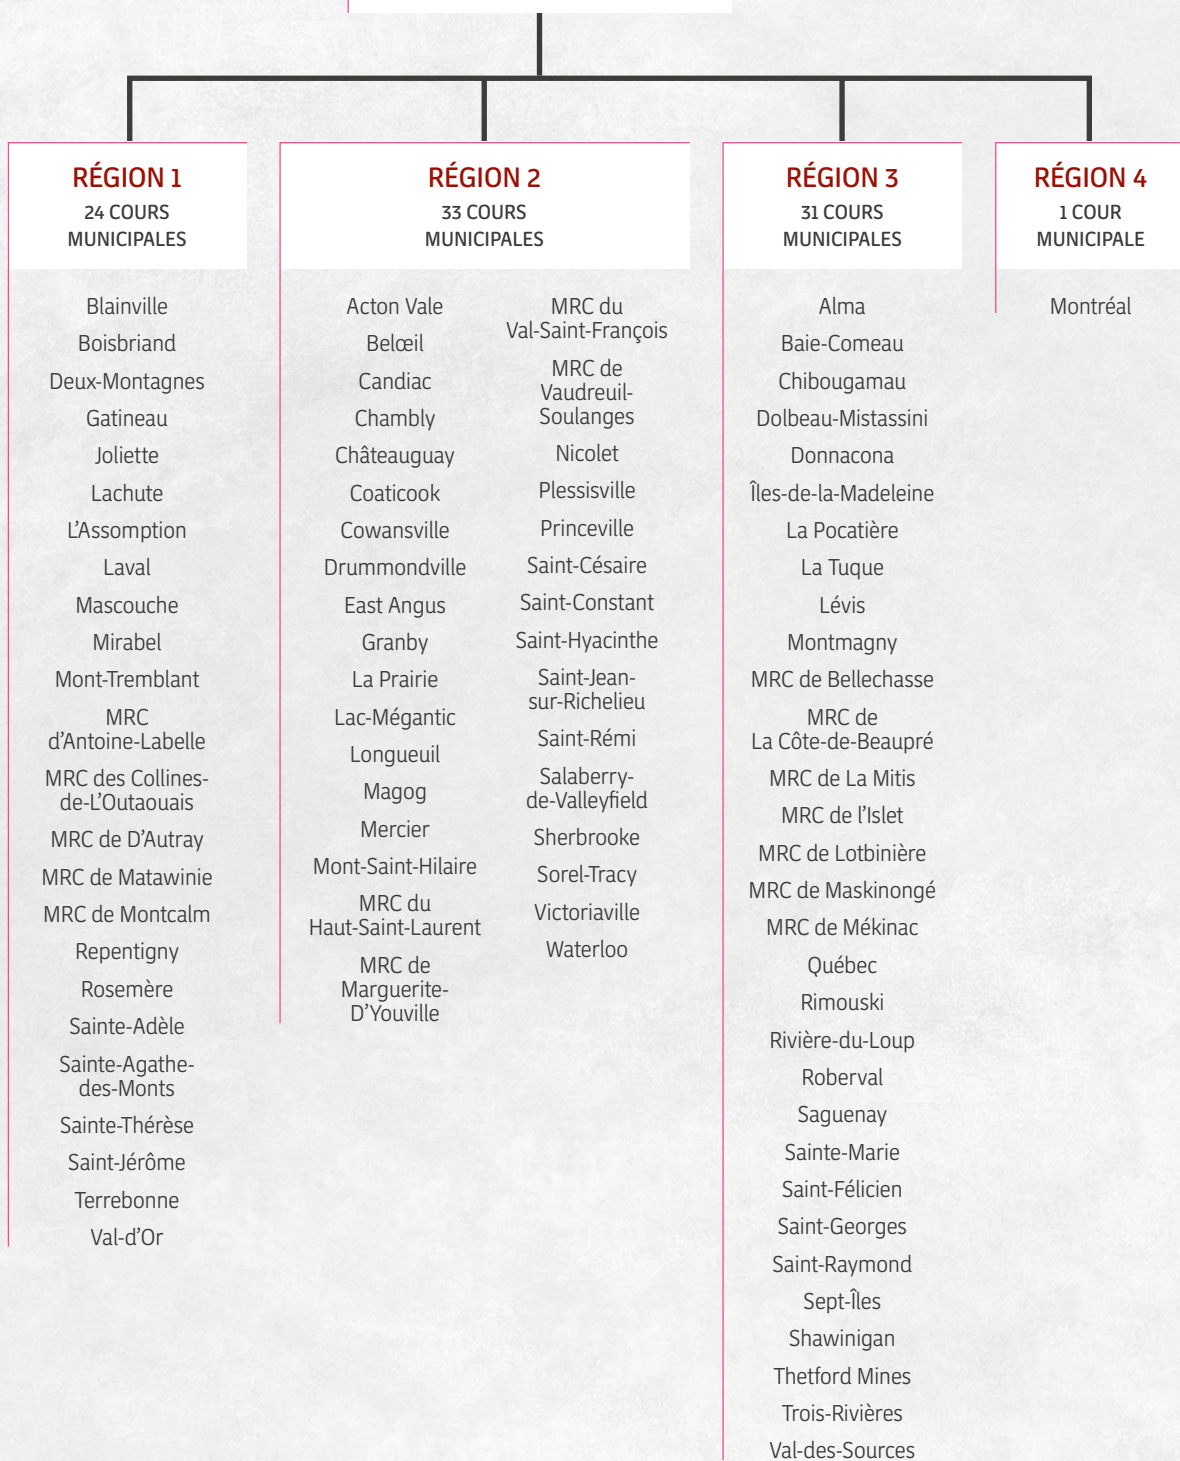 RÉGION 1
24 COURS
MUNICIPALES
Blainville
Boisbriand
Deux-Montagnes
Gatineau
Joliette
Lachute
L’Assomption
Laval
Mascouche
Mirabel
Mont-Tremblant
MRC
d’Antoine-Labelle
MRC des Collines-
de-L’Outaouais
MRC de D’Autray
MRC de Matawinie
MRC de Montcalm
Repentigny
Rosemère
Sainte-Adèle
Sainte-Agathe-
des-Monts
Sainte-Thérèse
Saint-Jérôme
Terrebonne
Val-d’Or
RÉGION 2
33 COURS
MUNICIPALES
Acton Vale
Belœil
Candiac
Chambly
Châteauguay
Coaticook
Cowansville
Drummondville
East Angus
Granby
La Prairie
Lac-Mégantic
Longueuil
Magog
Mercier
Mont-Saint-Hilaire
MRC du
Haut-Saint-Laurent
MRC de
Marguerite-
D’Youville
MRC du
Val-Saint-François
MRC de
Vaudreuil-
Soulanges
Nicolet
Plessisville
Princeville
Saint-Césaire
Saint-Constant
Saint-Hyacinthe
Saint-Jean-
sur-Richelieu
Saint-Rémi
Salaberry-
de-Valleyfield
Sherbrooke
Sorel-Tracy
Victoriaville
Waterloo
RÉGION 3
31 COURS
MUNICIPALES
Alma
Baie-Comeau
Chibougamau
Dolbeau-Mistassini
Donnacona
Îles-de-la-Madeleine
La Pocatière
La Tuque
Lévis
Montmagny
MRC de Bellechasse
MRC de
La Côte-de-Beaupré
MRC de La Mitis
MRC de l’Islet
MRC de Lotbinière
MRC de Maskinongé
MRC de Mékinac
Québec
Rimouski
Rivière-du-Loup
Roberval
Saguenay
Sainte-Marie
Saint-Félicien
Saint-Georges
Saint-Raymond
Sept-Îles
Shawinigan
Thetford Mines
Trois-Rivières
Val-des-Sources
RÉGION 4
1 COUR
MUNICIPALE
Montréal